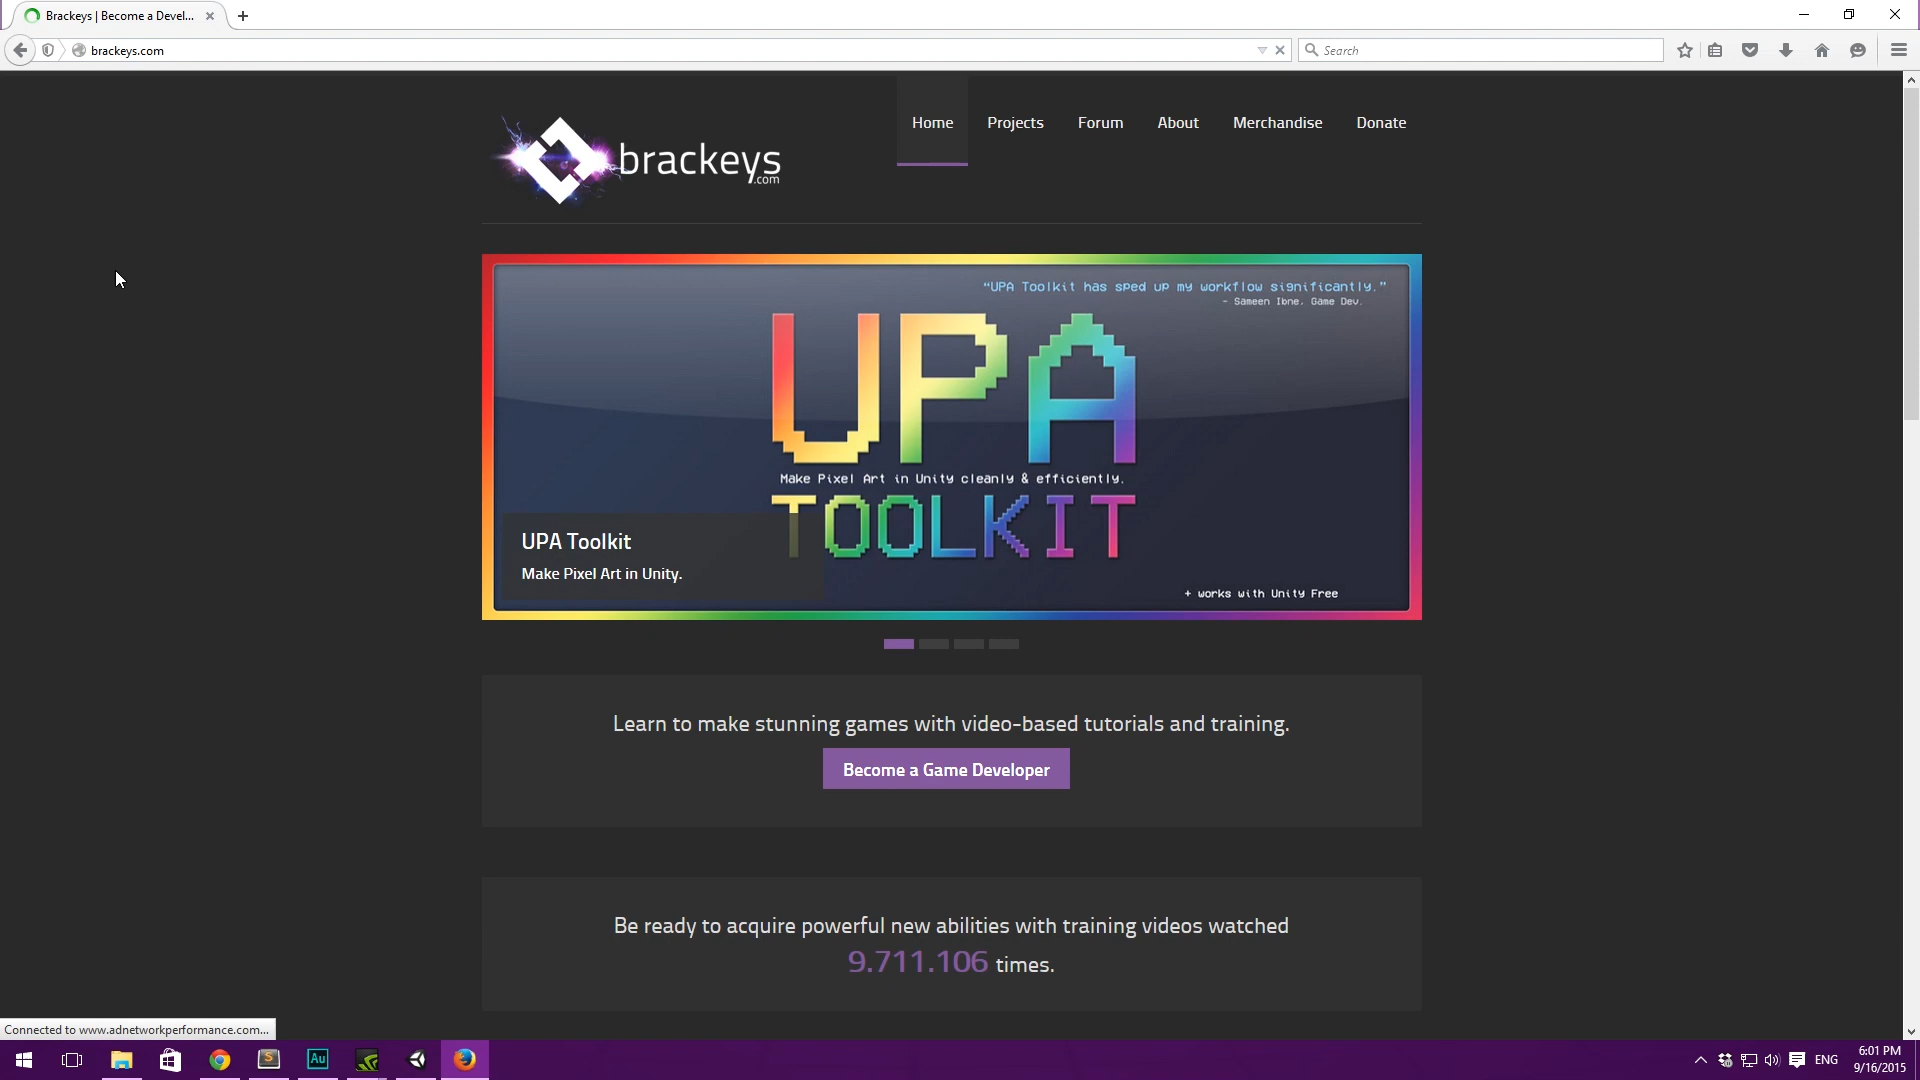 Brackeys | Become a Devel...
brackeys.com
Search
brackeys
.com
Home
Projects
Forum
About
Merchandise
Donate
“UPA Toolkit has sped up my workflow significantly.”
- Sameen Ibne, Game Dev.
UPA
Make Pixel Art in Unity cleanly & efficiently.
TOOLKIT
UPA Toolkit
Make Pixel Art in Unity.
+ works with Unity Free
Learn to make stunning games with video-based tutorials and training.
Become a Game Developer
Be ready to acquire powerful new abilities with training videos watched
9.711.106 times.
Connected to www.adnetworkperformance.com...
S
Au
ENG
6:01 PM
9/16/2015